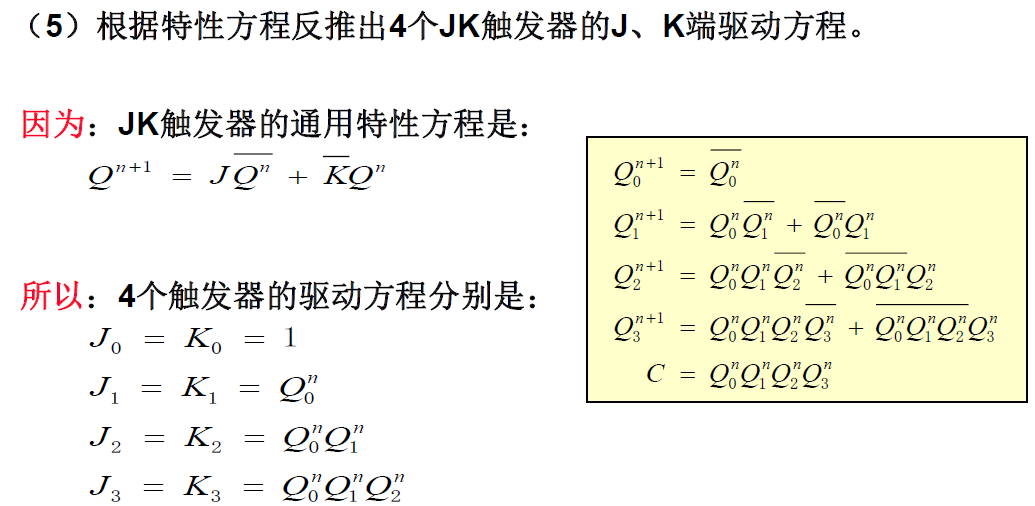 （5）根据特性方程反推出4个JK触发器的J、K端驱动方程。
因为：JK触发器的通用特性方程是：
$Q^{n+1} = J\overline{Q^n} + \overline{K}Q^n$
所以：4个触发器的驱动方程分别是：
$J_0 = K_0 = 1$
$J_1 = K_1 = Q_0^n$
$J_2 = K_2 = Q_0^n Q_1^n$
$J_3 = K_3 = Q_0^n Q_1^n Q_2^n$
$Q_0^{n+1} = \overline{Q_0^n}$
$Q_1^{n+1} = Q_0^n \overline{Q_1^n} + \overline{Q_0^n} Q_1^n$
$Q_2^{n+1} = Q_0^n Q_1^n \overline{Q_2^n} + \overline{Q_0^n Q_1^n} Q_2^n$
$Q_3^{n+1} = Q_0^n Q_1^n Q_2^n \overline{Q_3^n} + \overline{Q_0^n Q_1^n Q_2^n} Q_3^n$
$C = Q_0^n Q_1^n Q_2^n Q_3^n$